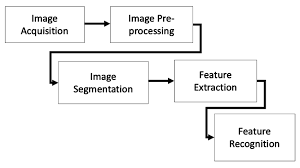 Image
Acquisition
Image Pre-
processing
Image
Segmentation
Feature
Extraction
Feature
Recognition